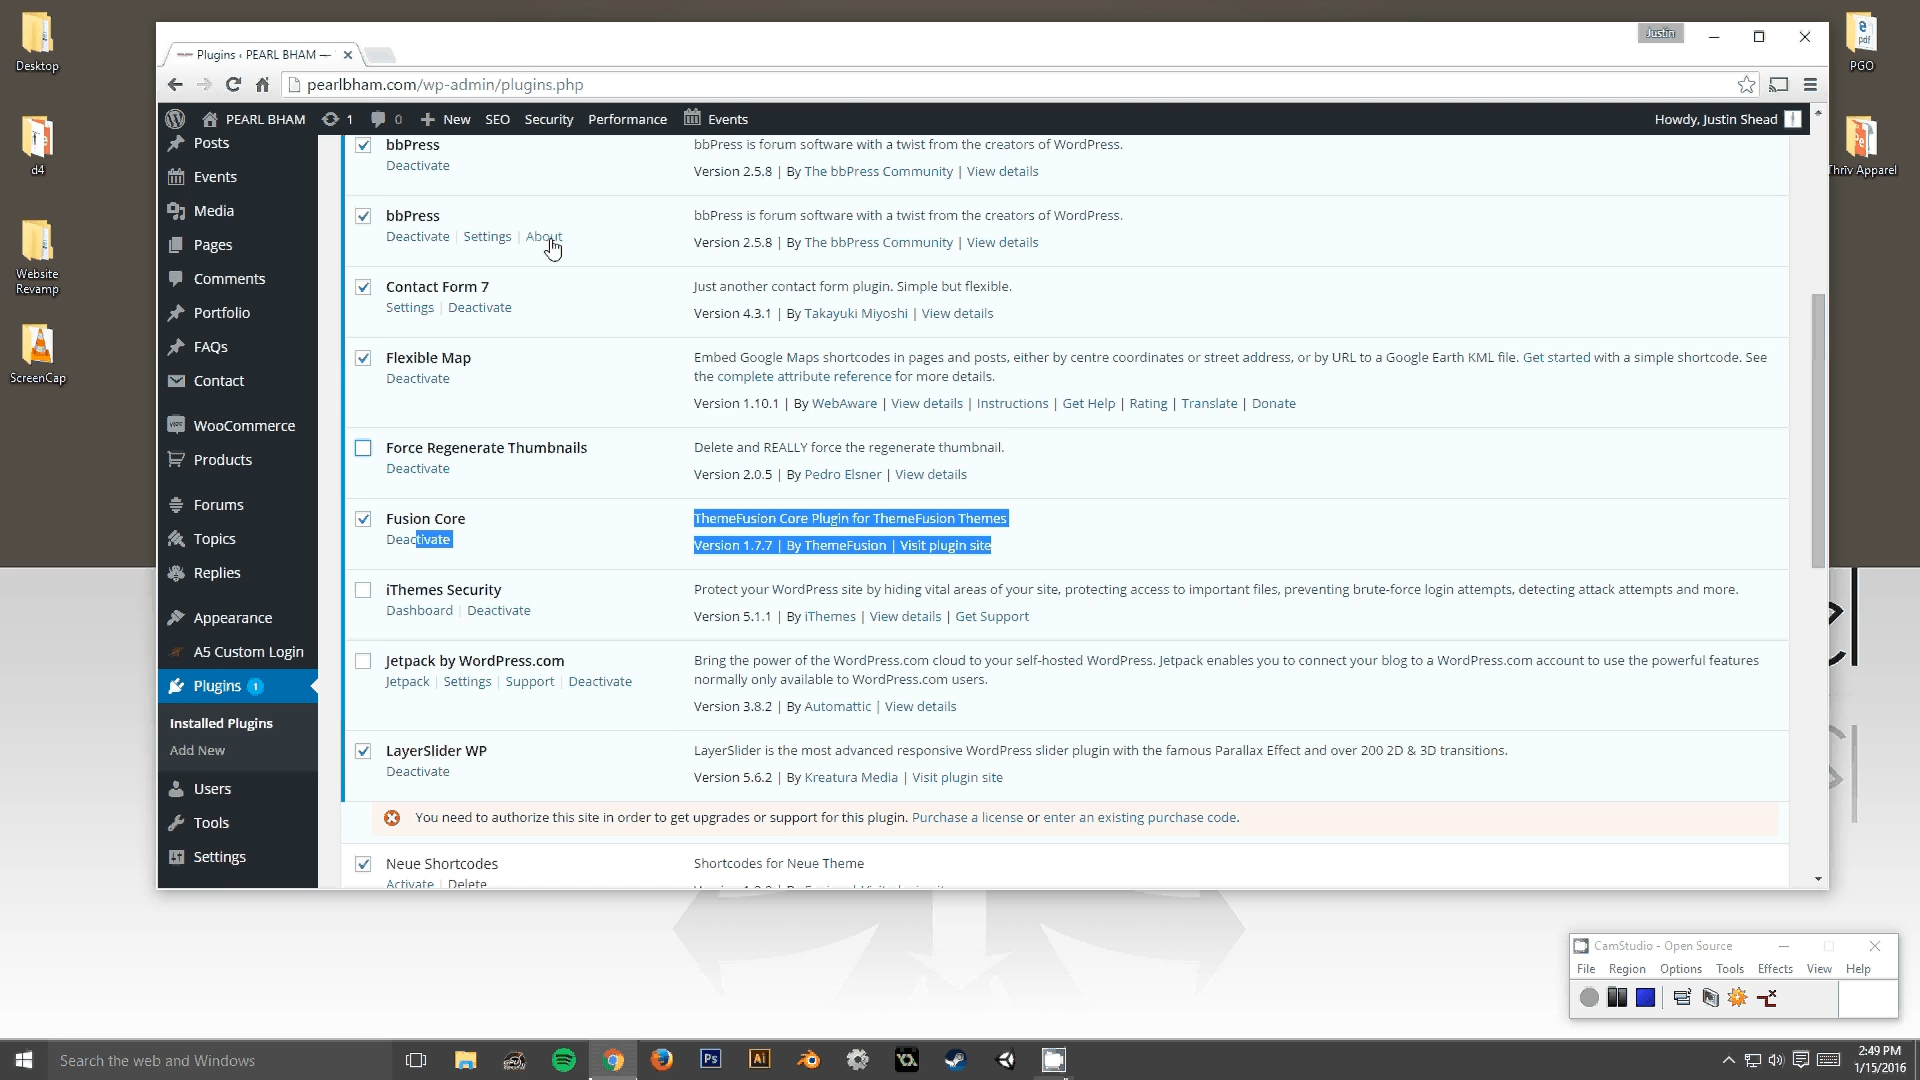 Desktop
d4
Website
Revamp
ScreenCap
PGO
Thriv Apparel
Justin
Plugins ‹ PEARL BHAM —
pearlbham.com/wp-admin/plugins.php
PEARL BHAM 1 0 New SEO Security Performance Events
Howdy, Justin Shead
Posts
Events
Media
Pages
Comments
Portfolio
FAQs
Contact
WooCommerce
Products
Forums
Topics
Replies
Appearance
A5 Custom Login
Plugins 1
Installed Plugins
Add New
Users
Tools
Settings
bbPress
Deactivate
bbPress is forum software with a twist from the creators of WordPress.
Version 2.5.8 | By The bbPress Community | View details
bbPress
Deactivate | Settings | About
bbPress is forum software with a twist from the creators of WordPress.
Version 2.5.8 | By The bbPress Community | View details
Contact Form 7
Settings | Deactivate
Just another contact form plugin. Simple but flexible.
Version 4.3.1 | By Takayuki Miyoshi | View details
Flexible Map
Deactivate
Embed Google Maps shortcodes in pages and posts, either by centre coordinates or street address, or by URL to a Google Earth KML file. Get started with a simple shortcode. See
the complete attribute reference for more details.
Version 1.10.1 | By WebAware | View details | Instructions | Get Help | Rating | Translate | Donate
Force Regenerate Thumbnails
Deactivate
Delete and REALLY force the regenerate thumbnail.
Version 2.0.5 | By Pedro Elsner | View details
Fusion Core
Deactivate
ThemeFusion Core Plugin for ThemeFusion Themes
Version 1.7.7 | By ThemeFusion | Visit plugin site
iThemes Security
Dashboard | Deactivate
Protect your WordPress site by hiding vital areas of your site, protecting access to important files, preventing brute-force login attempts, detecting attack attempts and more.
Version 5.1.1 | By iThemes | View details | Get Support
Jetpack by WordPress.com
Jetpack | Settings | Support | Deactivate
Bring the power of the WordPress.com cloud to your self-hosted WordPress. Jetpack enables you to connect your blog to a WordPress.com account to use the powerful features
normally only available to WordPress.com users.
Version 3.8.2 | By Automattic | View details
LayerSlider WP
Deactivate
LayerSlider is the most advanced responsive WordPress slider plugin with the famous Parallax Effect and over 200 2D & 3D transitions.
Version 5.6.2 | By Kreatura Media | Visit plugin site
You need to authorize this site in order to get upgrades or support for this plugin. Purchase a license or enter an existing purchase code.
Neue Shortcodes
Activate | Delete
Shortcodes for Neue Theme
CamStudio - Open Source
File Region Options Tools Effects View Help
Search the web and Windows
Ps
Ai
2:49 PM
1/15/2016